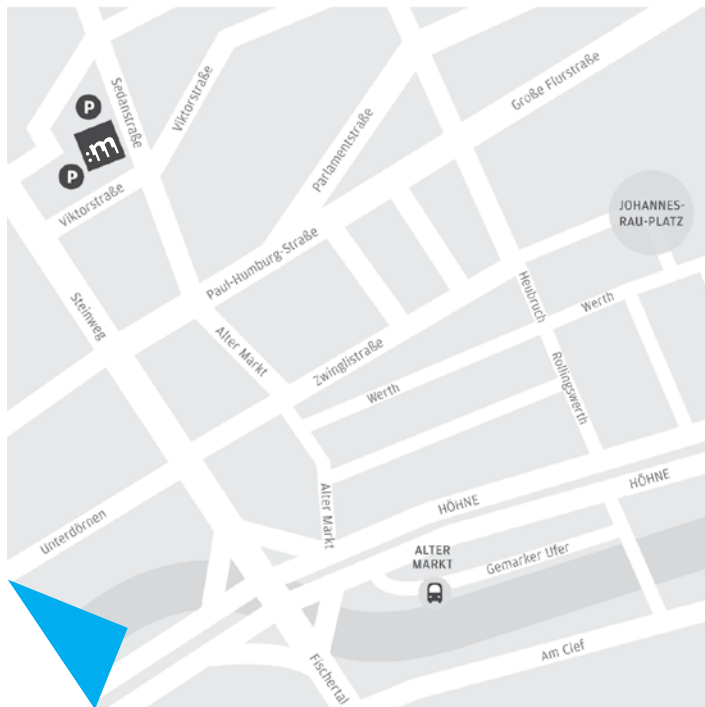 Sedanstraße
Viktorstraße
P
:m
P
Viktorstraße
Parlamentstraße
Große Flurstraße
JOHANNES-
RAU-PLATZ
Paul-Humburg-Straße
Steinweg
Heubruch
Werth
Alter Markt
Zwinglistraße
Werth
Rollingswerth
Unterdörnen
Alter Markt
HÖHNE
HÖHNE
ALTER
MARKT
Gemarker Ufer
Fischertal
Am Clef